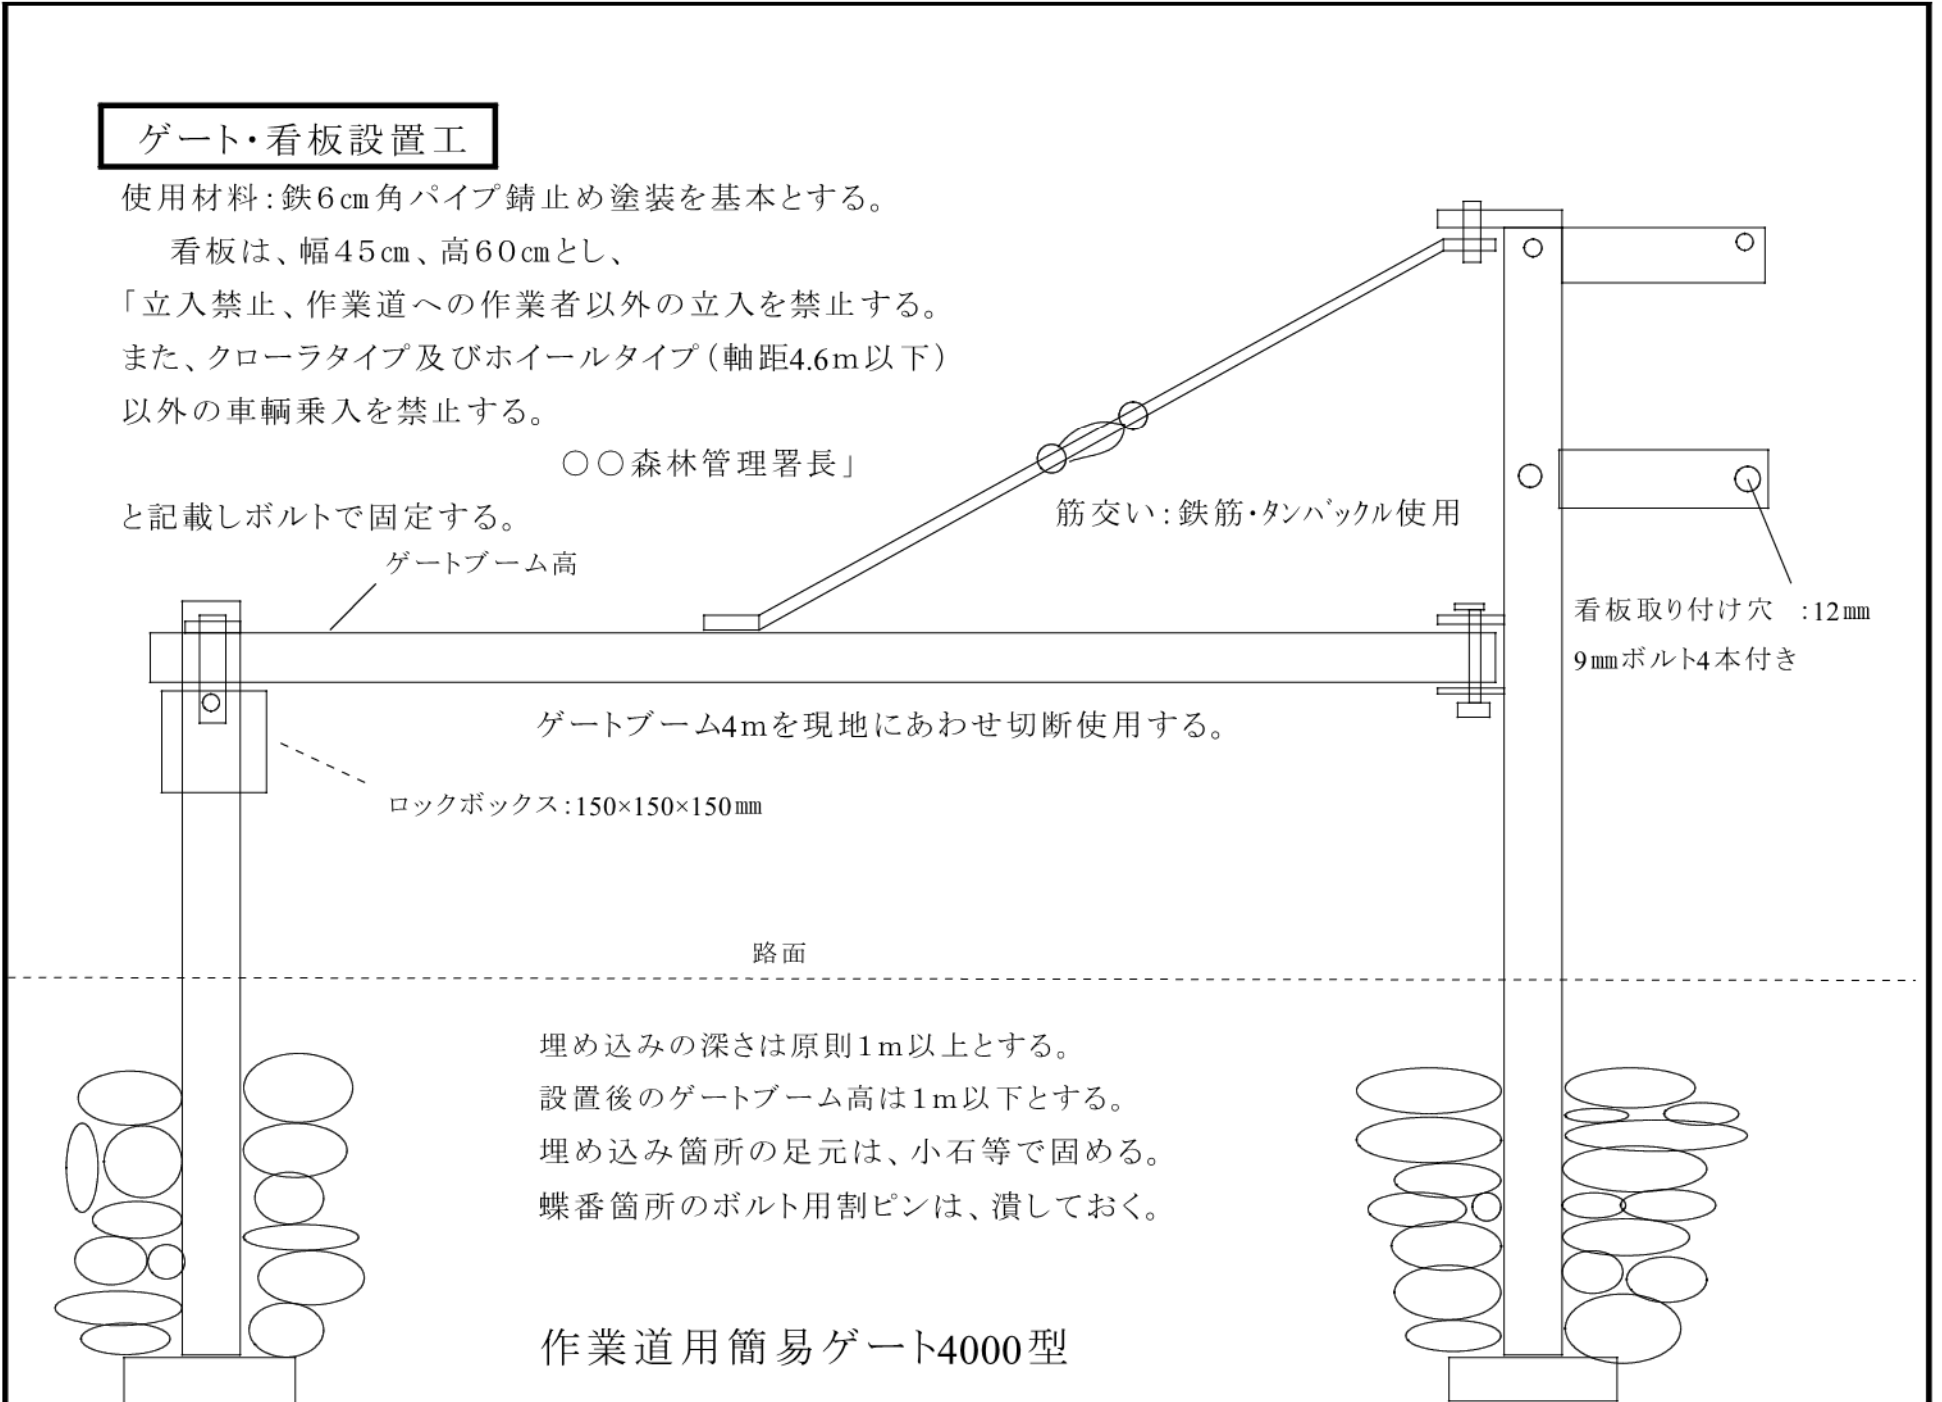 ゲート・看板設置工
使用材料：鉄６㎝角パイプ錆止め塗装を基本とする。
看板は、幅４５㎝、高６０㎝とし、
「立入禁止、作業道への作業者以外の立入を禁止する。
また、クローラタイプ及びホイールタイプ（軸距4.6ｍ以下）
以外の車輌乗入を禁止する。
○○森林管理署長」
と記載しボルトで固定する。
ゲートブーム高
筋交い：鉄筋・ﾀﾝﾊﾞｯｸﾙ使用
看板取り付け穴　：12㎜
9㎜ボルト4本付き
ゲートブーム4ｍを現地にあわせ切断使用する。
ロックボックス：150×150×150㎜
路面
埋め込みの深さは原則１ｍ以上とする。
設置後のゲートブーム高は１ｍ以下とする。
埋め込み箇所の足元は、小石等で固める。
蝶番箇所のボルト用割ピンは、潰しておく。
作業道用簡易ゲート4000型